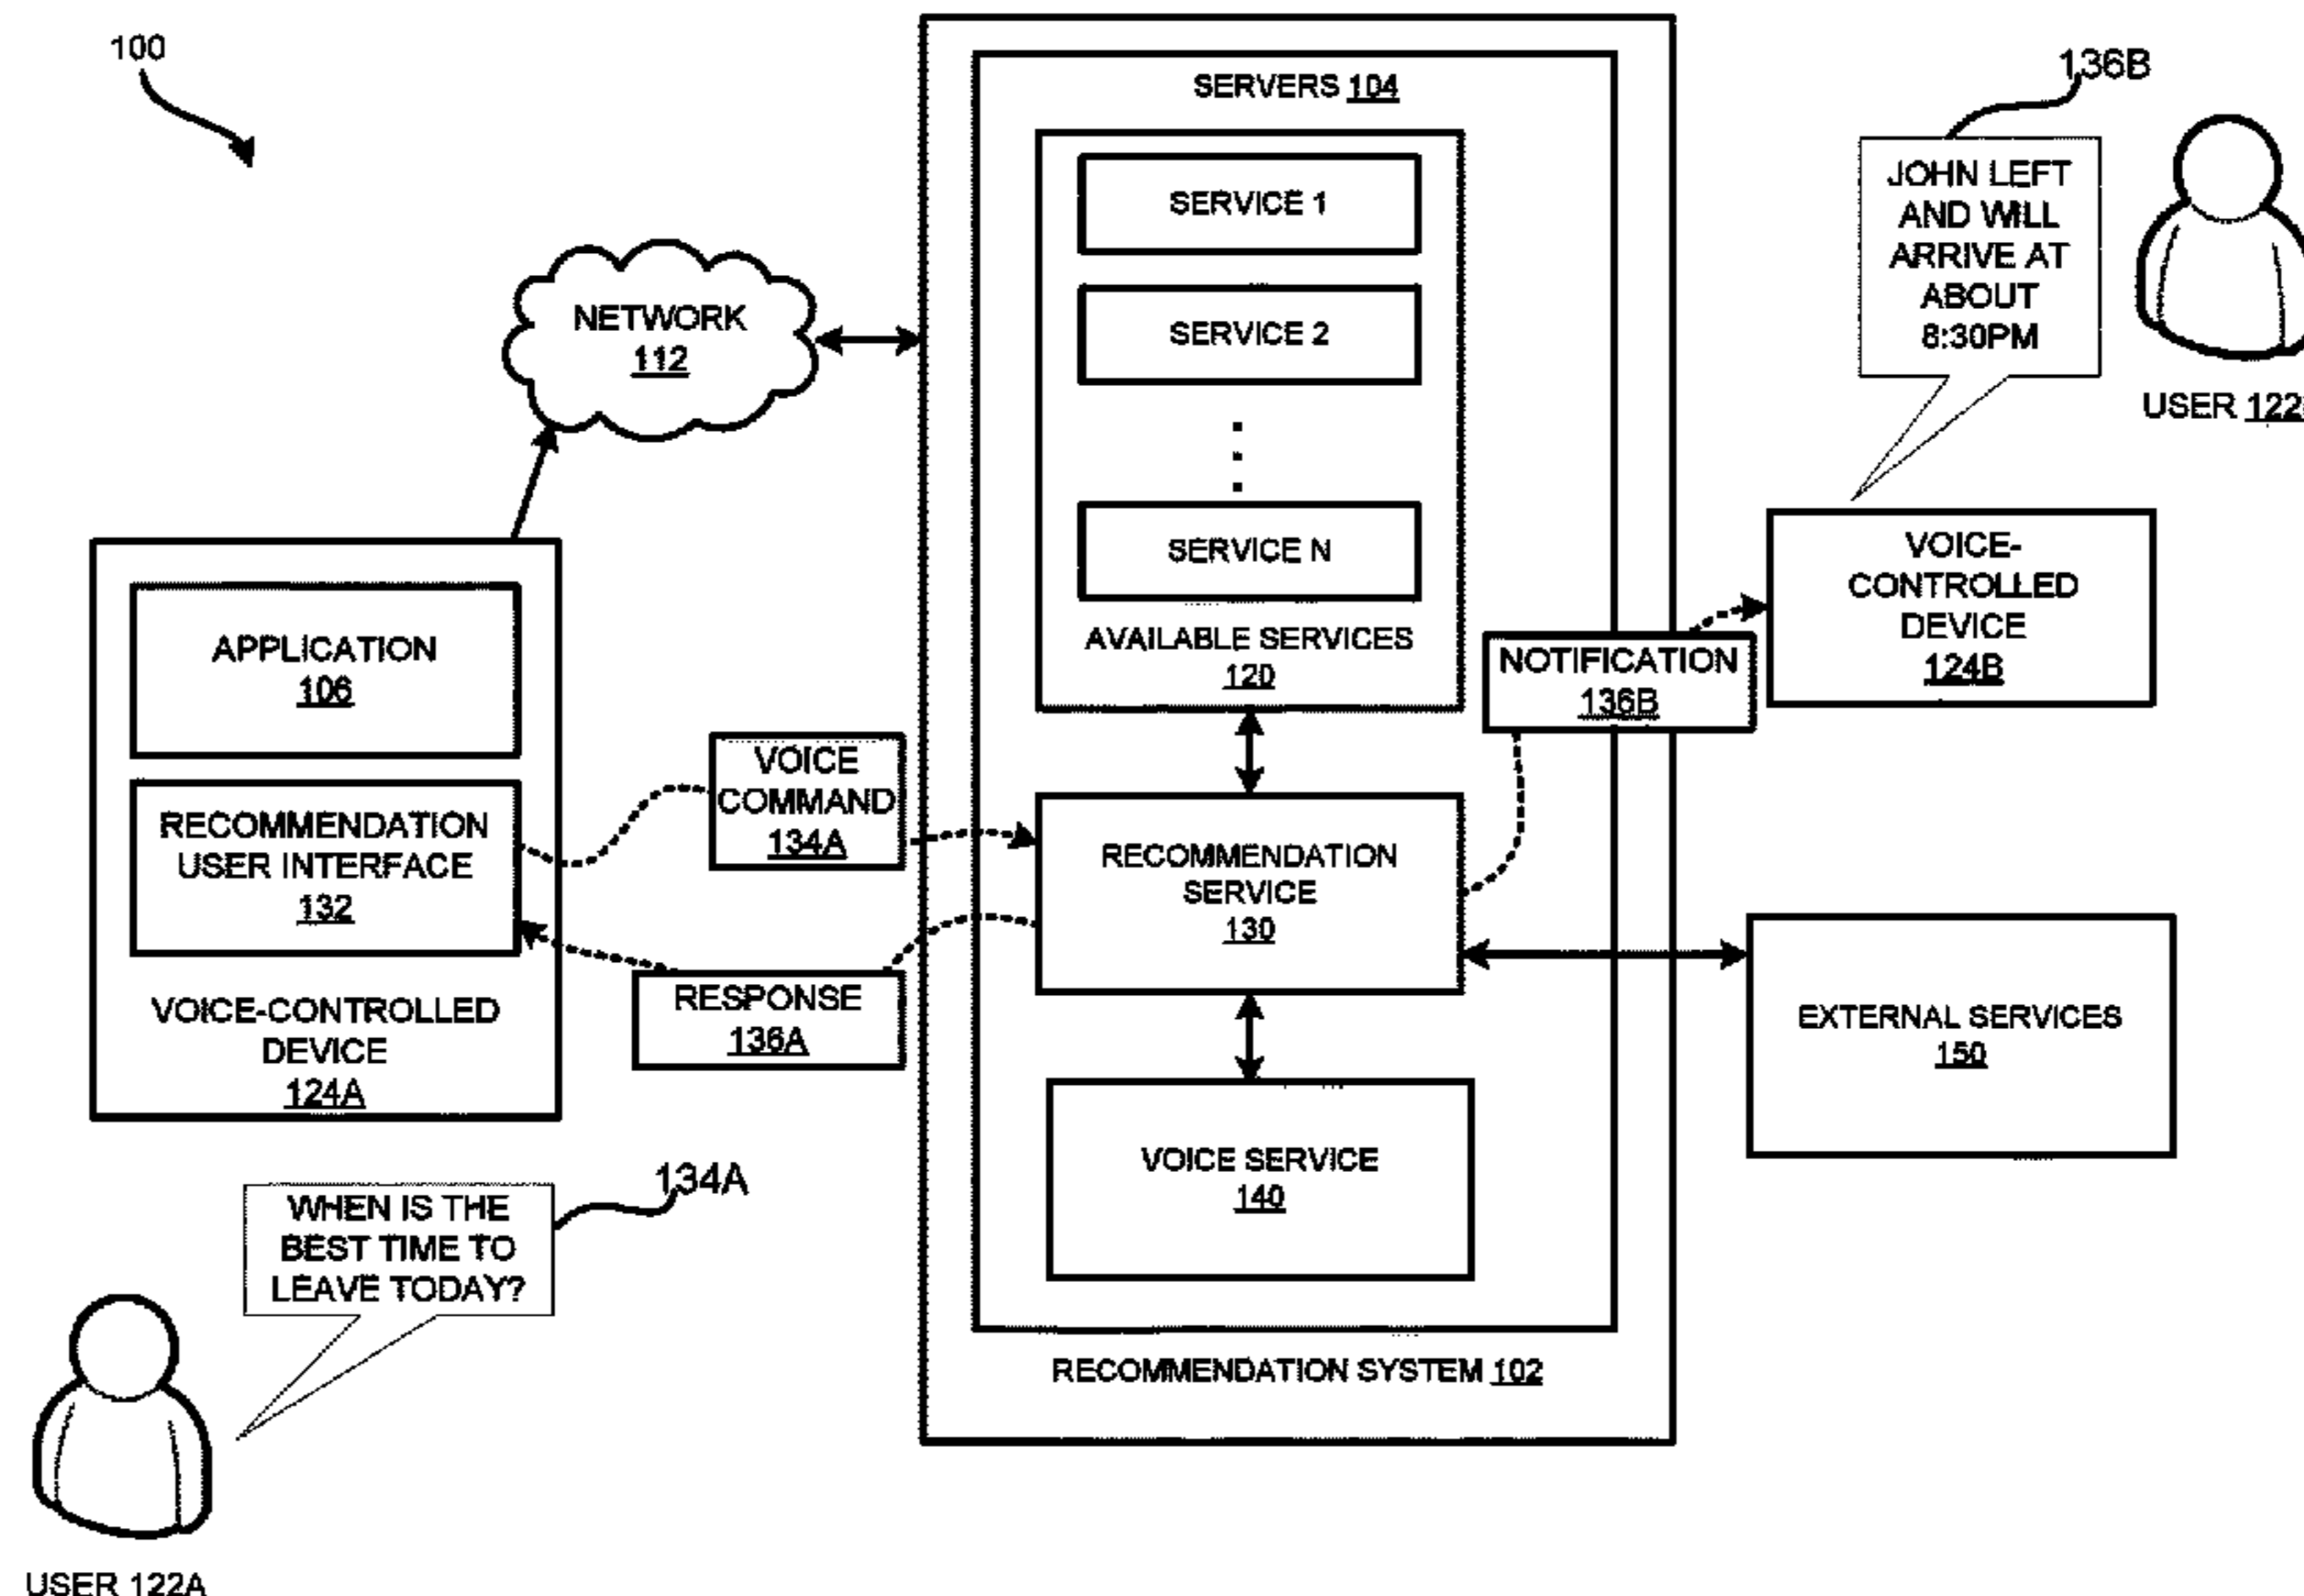 100
SERVERS 104
SERVICE 1
SERVICE 2
SERVICE N
AVAILABLE SERVICES
120
136B
JOHN LEFT
AND WILL
ARRIVE AT
ABOUT
8:30PM
USER 122
NETWORK
112
VOICE-
CONTROLLED
DEVICE
124B
NOTIFICATION
136B
APPLICATION
106
RECOMMENDATION
USER INTERFACE
132
VOICE-CONTROLLED
DEVICE
124A
VOICE
COMMAND
134A
RESPONSE
136A
RECOMMENDATION
SERVICE
130
EXTERNAL SERVICES
150
VOICE SERVICE
140
RECOMMENDATION SYSTEM 102
134A
WHEN IS THE
BEST TIME TO
LEAVE TODAY?
USER 122A